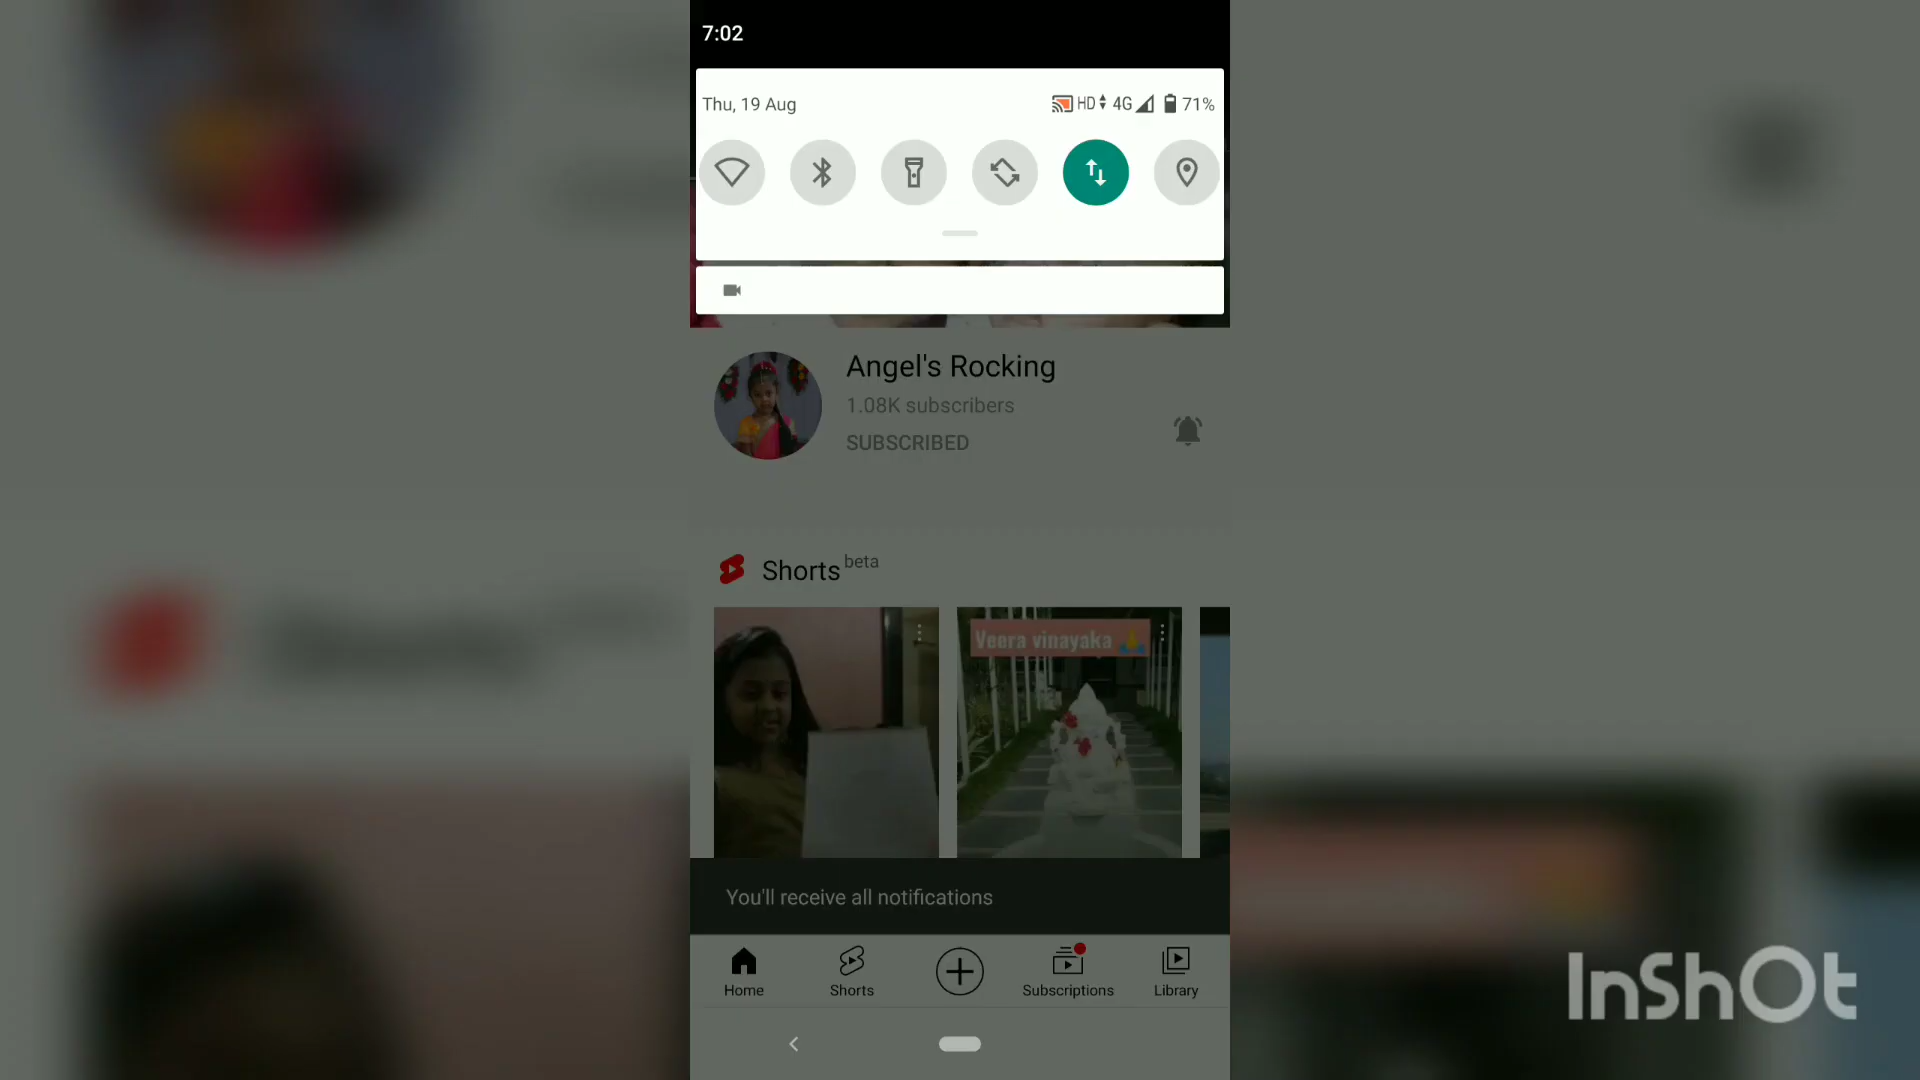 7:02
Thu, 19 Aug
HD 4G 71%
Angel's Rocking
1.08K subscribers
SUBSCRIBED
Shorts beta
Veera vinayaka 🙏
You'll receive all notifications
Home Shorts Subscriptions Library
InShOt